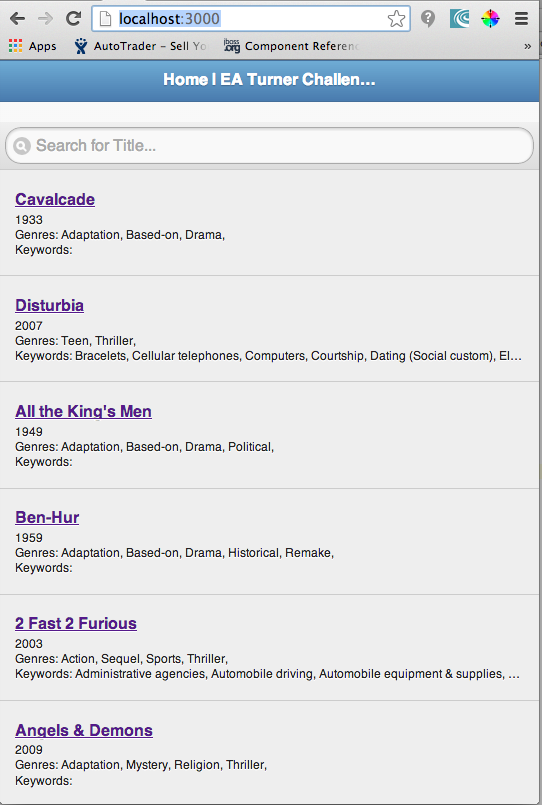 localhost:3000
Apps AutoTrader – Sell Yo jboss.org Component Referenc »
Home | EA Turner Challen...
Search for Title...
Cavalcade
1933
Genres: Adaptation, Based-on, Drama,
Keywords:
Disturbia
2007
Genres: Teen, Thriller,
Keywords: Bracelets, Cellular telephones, Computers, Courtship, Dating (Social custom), El...
All the King's Men
1949
Genres: Adaptation, Based-on, Drama, Political,
Keywords:
Ben-Hur
1959
Genres: Adaptation, Based-on, Drama, Historical, Remake,
Keywords:
2 Fast 2 Furious
2003
Genres: Action, Sequel, Sports, Thriller,
Keywords: Administrative agencies, Automobile driving, Automobile equipment & supplies, ...
Angels & Demons
2009
Genres: Adaptation, Mystery, Religion, Thriller,
Keywords: